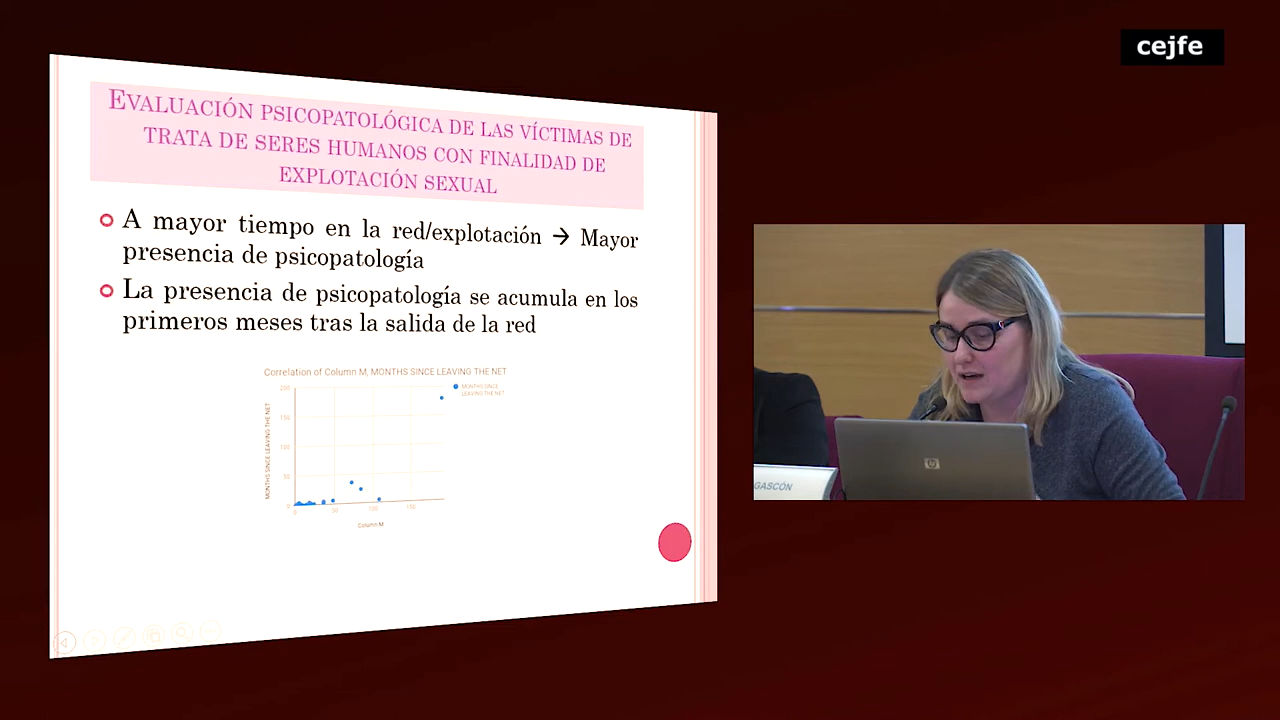 cejfe
EVALUACIÓN PSICOPATOLÓGICA DE LAS VÍCTIMAS DE
TRATA DE SERES HUMANOS CON FINALIDAD DE
EXPLOTACIÓN SEXUAL
A mayor tiempo en la red/explotación → Mayor
presencia de psicopatología
La presencia de psicopatología se acumula en los
primeros meses tras la salida de la red
Correlation of Column M, MONTHS SINCE LEAVING THE NET
MONTHS SINCE
LEAVING THE NET
MONTHS SINCE LEAVING THE NET
200
150
100
50
0
0 50 100 150
Column M
GASCÓN
hp